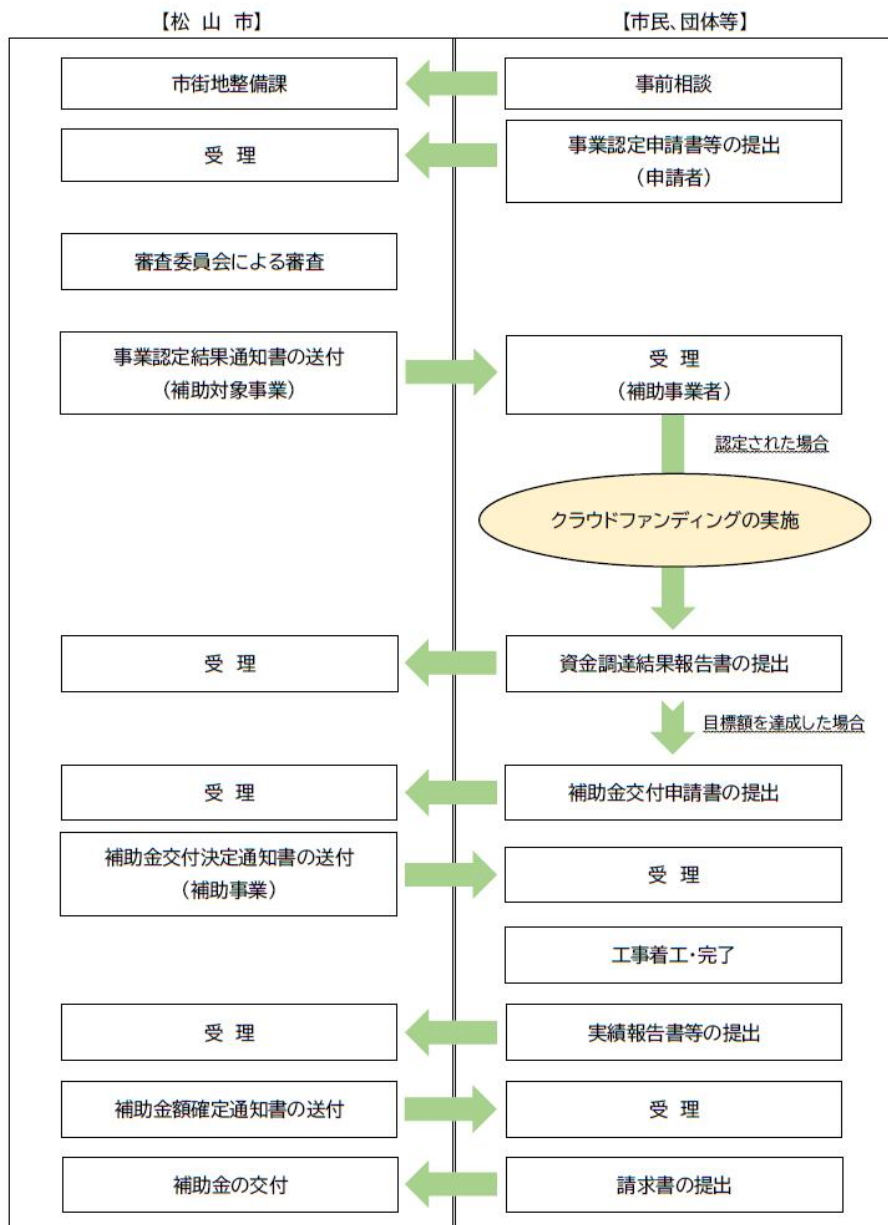 【松 山 市】
【市民、団体等】
市街地整備課
事前相談
受 理
事業認定申請書等の提出
(申請者)
審査委員会による審査
事業認定結果通知書の送付
(補助対象事業)
受 理
(補助事業者)
認定された場合
クラウドファンディングの実施
受 理
資金調達結果報告書の提出
目標額を達成した場合
受 理
補助金交付申請書の提出
補助金交付決定通知書の送付
(補助事業)
受 理
工事着工・完了
受 理
実績報告書等の提出
補助金額確定通知書の送付
受 理
補助金の交付
請求書の提出